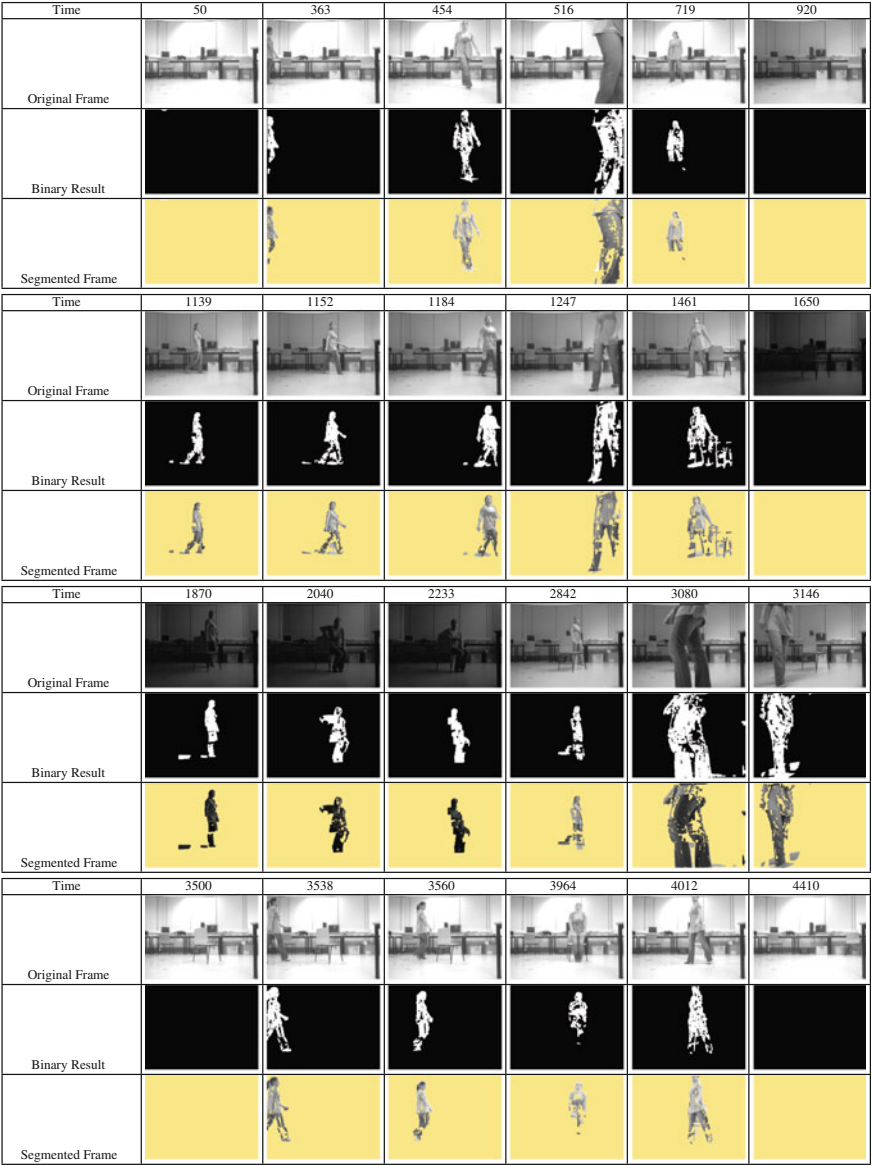 Time 50 363 454 516 719 920
Original Frame
Binary Result
Segmented Frame
Time 1139 1152 1184 1247 1461 1650
Original Frame
Binary Result
Segmented Frame
Time 1870 2040 2233 2842 3080 3146
Original Frame
Binary Result
Segmented Frame
Time 3500 3538 3560 3964 4012 4410
Original Frame
Binary Result
Segmented Frame